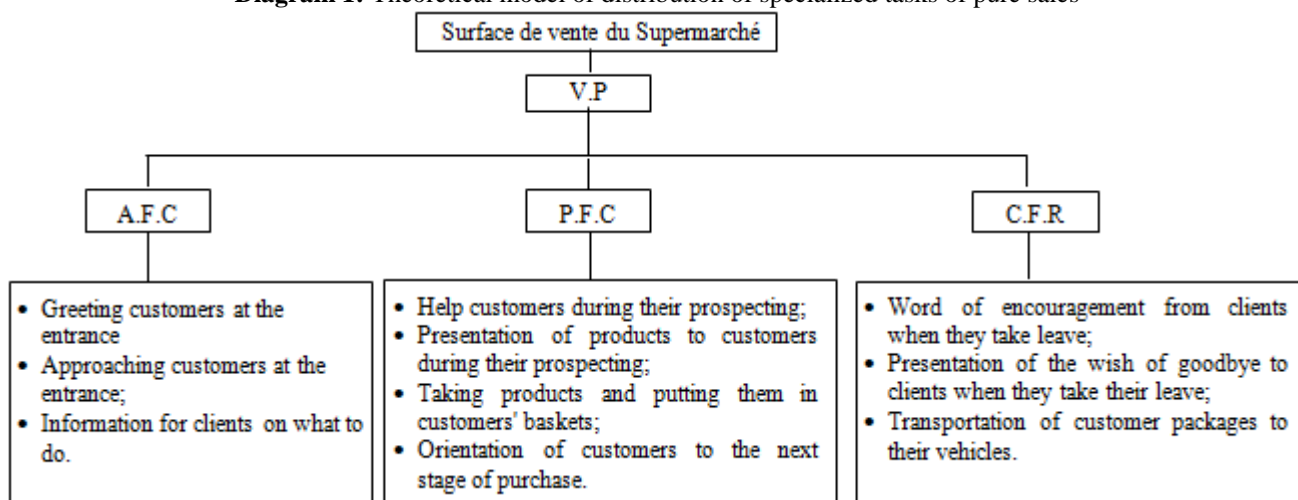 Diagram 1: Theoretical model of distribution of specialized tasks of pure sales
Surface de vente du Supermarché
V.P
A.F.C
P.F.C
C.F.R
• Greeting customers at the
entrance
• Approaching customers at the
entrance;
• Information for clients on what to
do.
• Help customers during their prospecting;
• Presentation of products to customers
during their prospecting;
• Taking products and putting them in
customers' baskets;
• Orientation of customers to the next
stage of purchase.
• Word of encouragement from clients
when they take leave;
• Presentation of the wish of goodbye to
clients when they take their leave;
• Transportation of customer packages to
their vehicles.